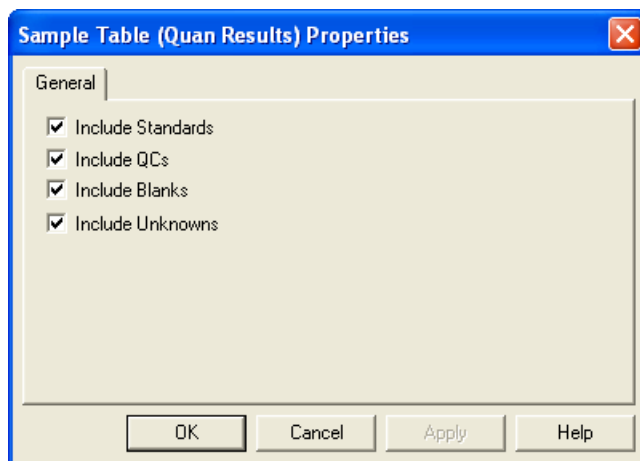 Sample Table (Quan Results) Properties
General
Include Standards
Include QCs
Include Blanks
Include Unknowns
OK Cancel Apply Help